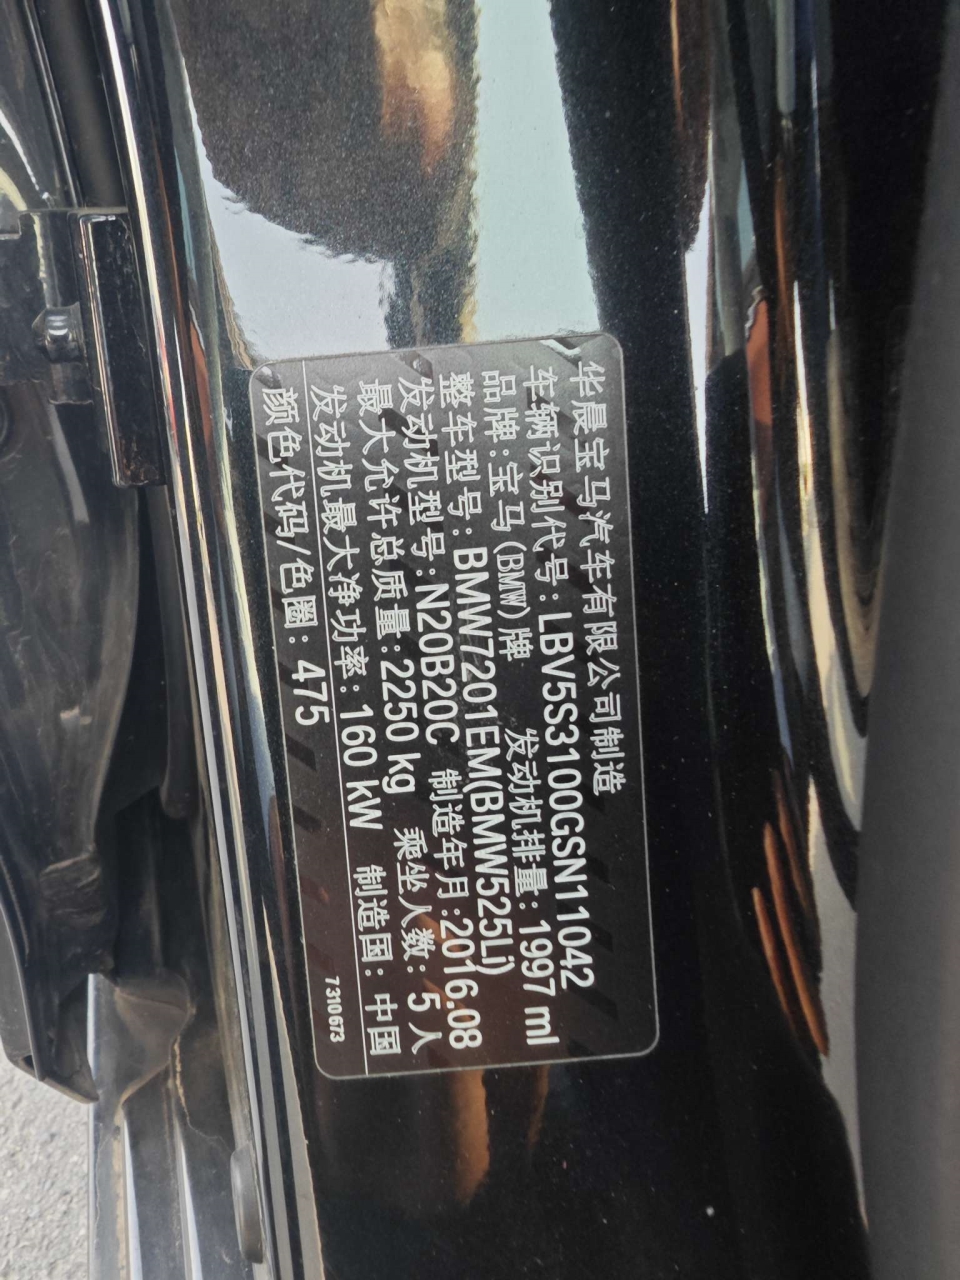 华晨宝马汽车有限公司制造
车辆识别代号:LBV5S3100GSN11042
品牌:宝马(BMW)牌 发动机排量:1997 ml
整车型号:BMW7201EM(BMW525Li)
发动机型号:N20B20C 制造年月:2016.08
最大允许总质量:2250 kg 乘坐人数:5人
发动机最大净功率:160 kW 制造国:中国
颜色代码/色圈:475 7310673